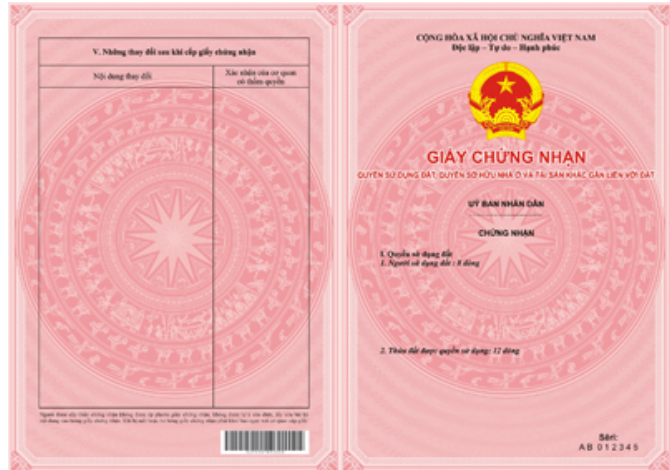 V. Những thay đổi sau khi cấp giấy chứng nhận
Nội dung thay đổi
Xác nhận của cơ quan
có thẩm quyền
CỘNG HÒA XÃ HỘI CHỦ NGHĨA VIỆT NAM
Độc lập – Tự do – Hạnh phúc
GIẤY CHỨNG NHẬN
QUYỀN SỬ DỤNG ĐẤT, QUYỀN SỞ HỮU NHÀ Ở VÀ TÀI SẢN KHÁC GẮN LIỀN VỚI ĐẤT
UỶ BAN NHÂN DÂN
CHỨNG NHẬN
I. Quyền sử dụng đất
1. Người sử dụng đất : 8 dòng
2. Thửa đất được quyền sử dụng: 12 dòng
Sêri:
AB 012345